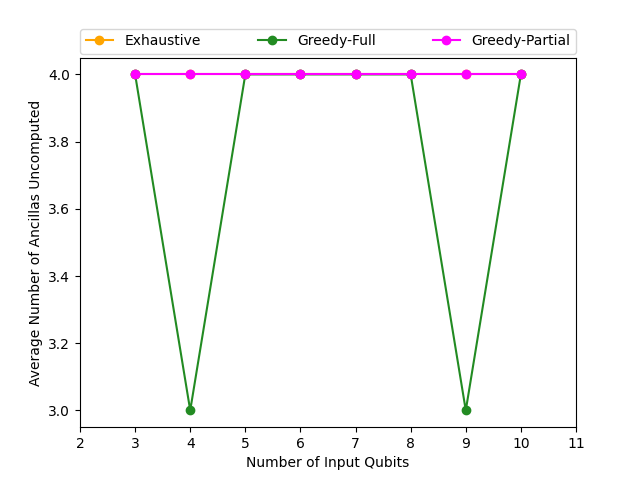 Exhaustive Greedy-Full Greedy-Partial
4.0
3.8
3.6
3.4
3.2
3.0
Average Number of Ancillas Uncomputed
2 3 4 5 6 7 8 9 10 11
Number of Input Qubits